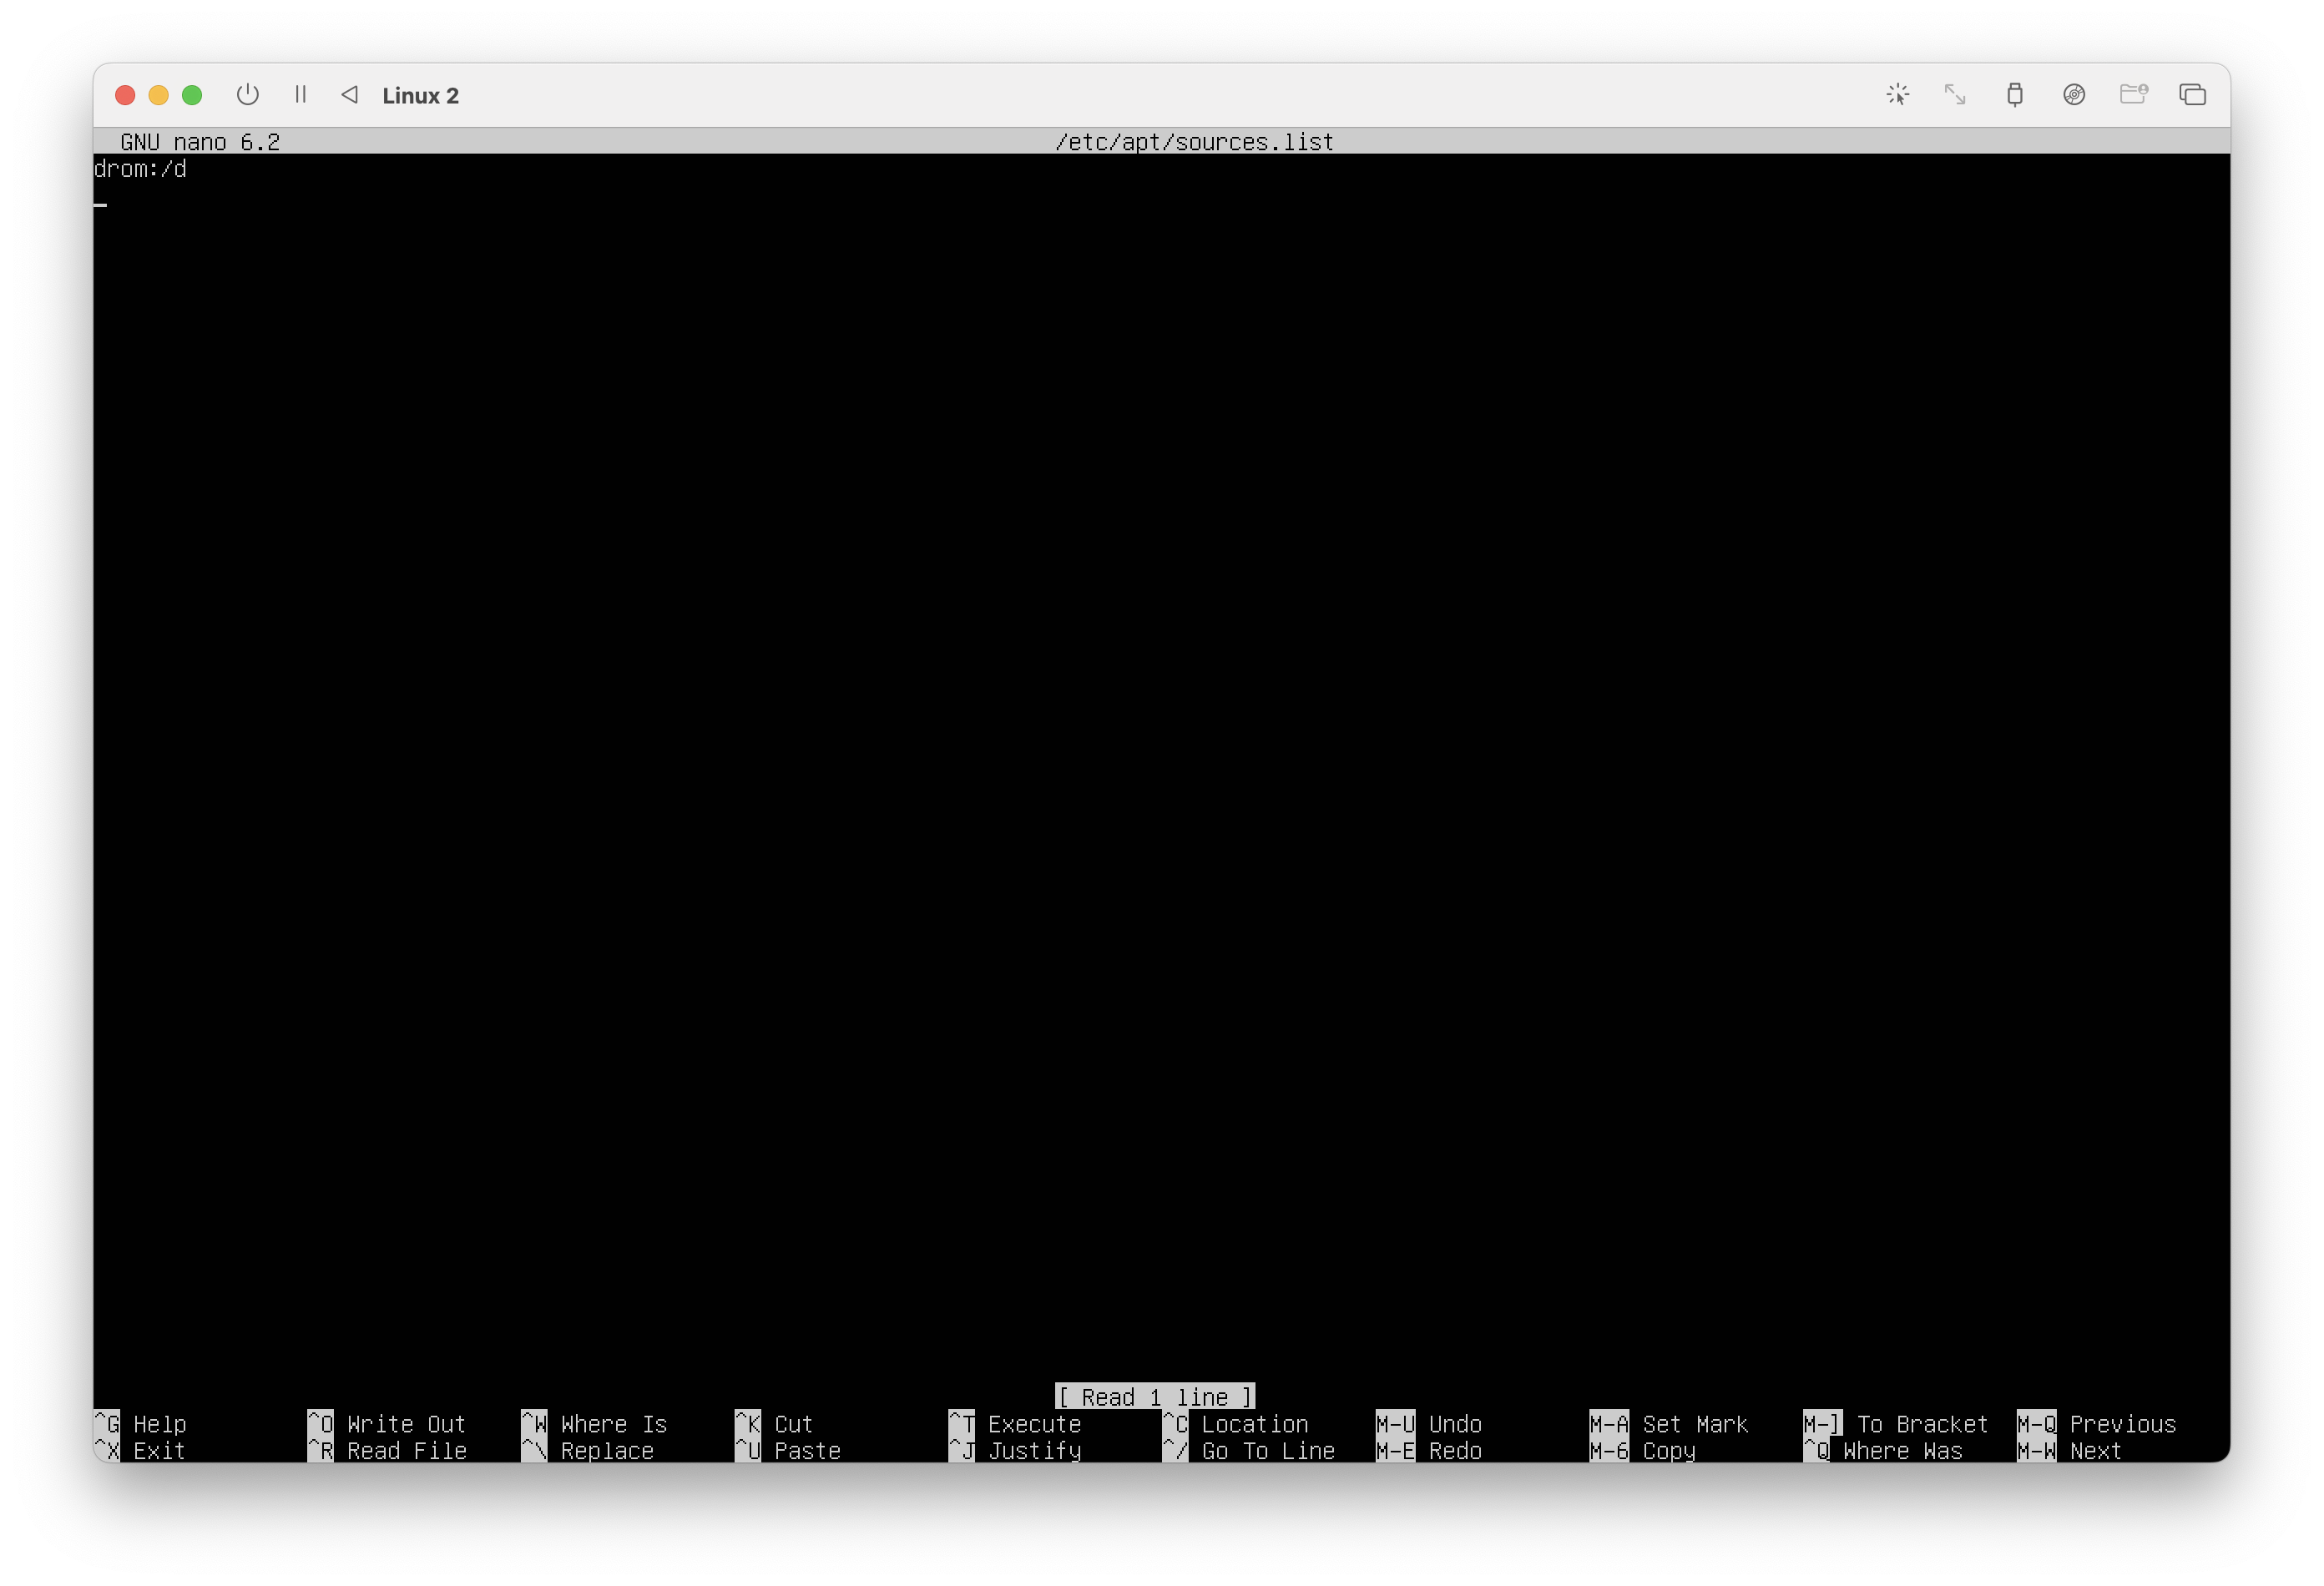 Linux 2
GNU nano 6.2 /etc/apt/sources.list
drom:/d
[ Read 1 line ]
^G Help ^O Write Out ^W Where Is ^K Cut ^T Execute ^C Location M-U Undo M-A Set Mark M-] To Bracket M-Q Previous
^X Exit ^R Read File ^\ Replace ^U Paste ^J Justify ^/ Go To Line M-E Redo M-6 Copy ^Q Where Was M-W Next